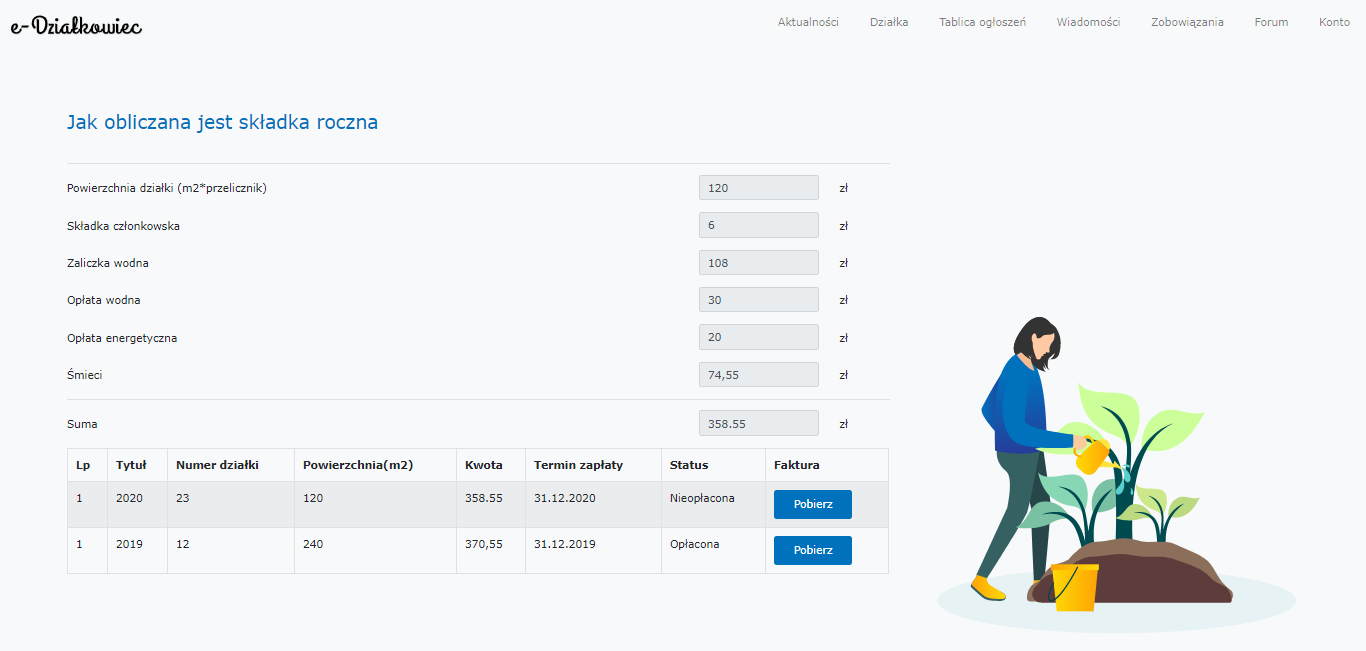 e-Działkowiec Aktualności Działka Tablica ogłoszeń Wiadomości Zobowiązania Forum Konto
Jak obliczana jest składka roczna
Powierzchnia działki (m2*przelicznik) 120 zł
Składka członkowska 6 zł
Zaliczka wodna 108 zł
Opłata wodna 30 zł
Opłata energetyczna 20 zł
Śmieci 74,55 zł
Suma 358.55 zł
Lp Tytuł Numer działki Powierzchnia(m2) Kwota Termin zapłaty Status Faktura
1 2020 23 120 358.55 31.12.2020 Nieopłacona Pobierz
1 2019 12 240 370,55 31.12.2019 Opłacona Pobierz